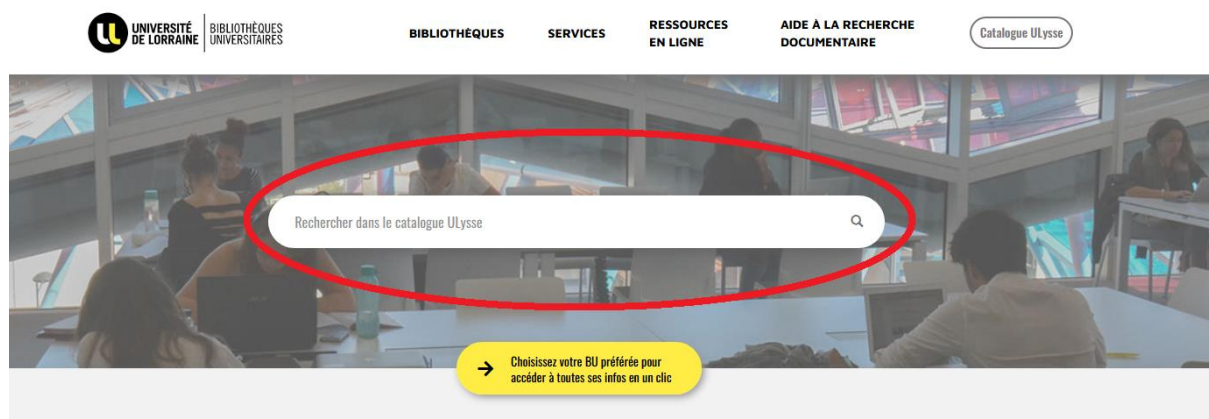 UNIVERSITÉ
DE LORRAINE
BIBLIOTHÈQUES
UNIVERSITAIRES
BIBLIOTHÈQUES
SERVICES
RESSOURCES
EN LIGNE
AIDE À LA RECHERCHE
DOCUMENTAIRE
Catalogue ULysse
Rechercher dans le catalogue ULysse
Choisissez votre BU préférée pour
accéder à toutes ses infos en un clic